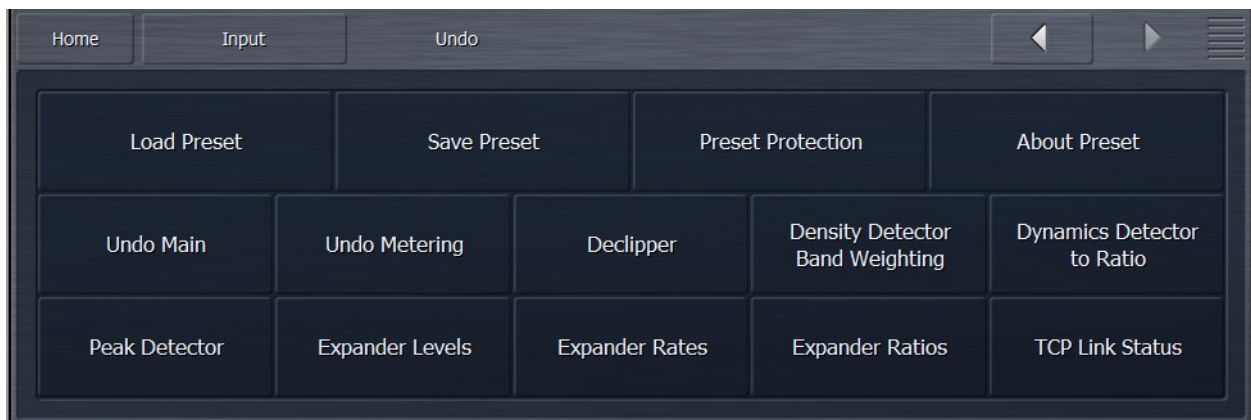 Home Input Undo
Load Preset Save Preset Preset Protection About Preset
Undo Main Undo Metering Declipper Density Detector Band Weighting Dynamics Detector to Ratio
Peak Detector Expander Levels Expander Rates Expander Ratios TCP Link Status